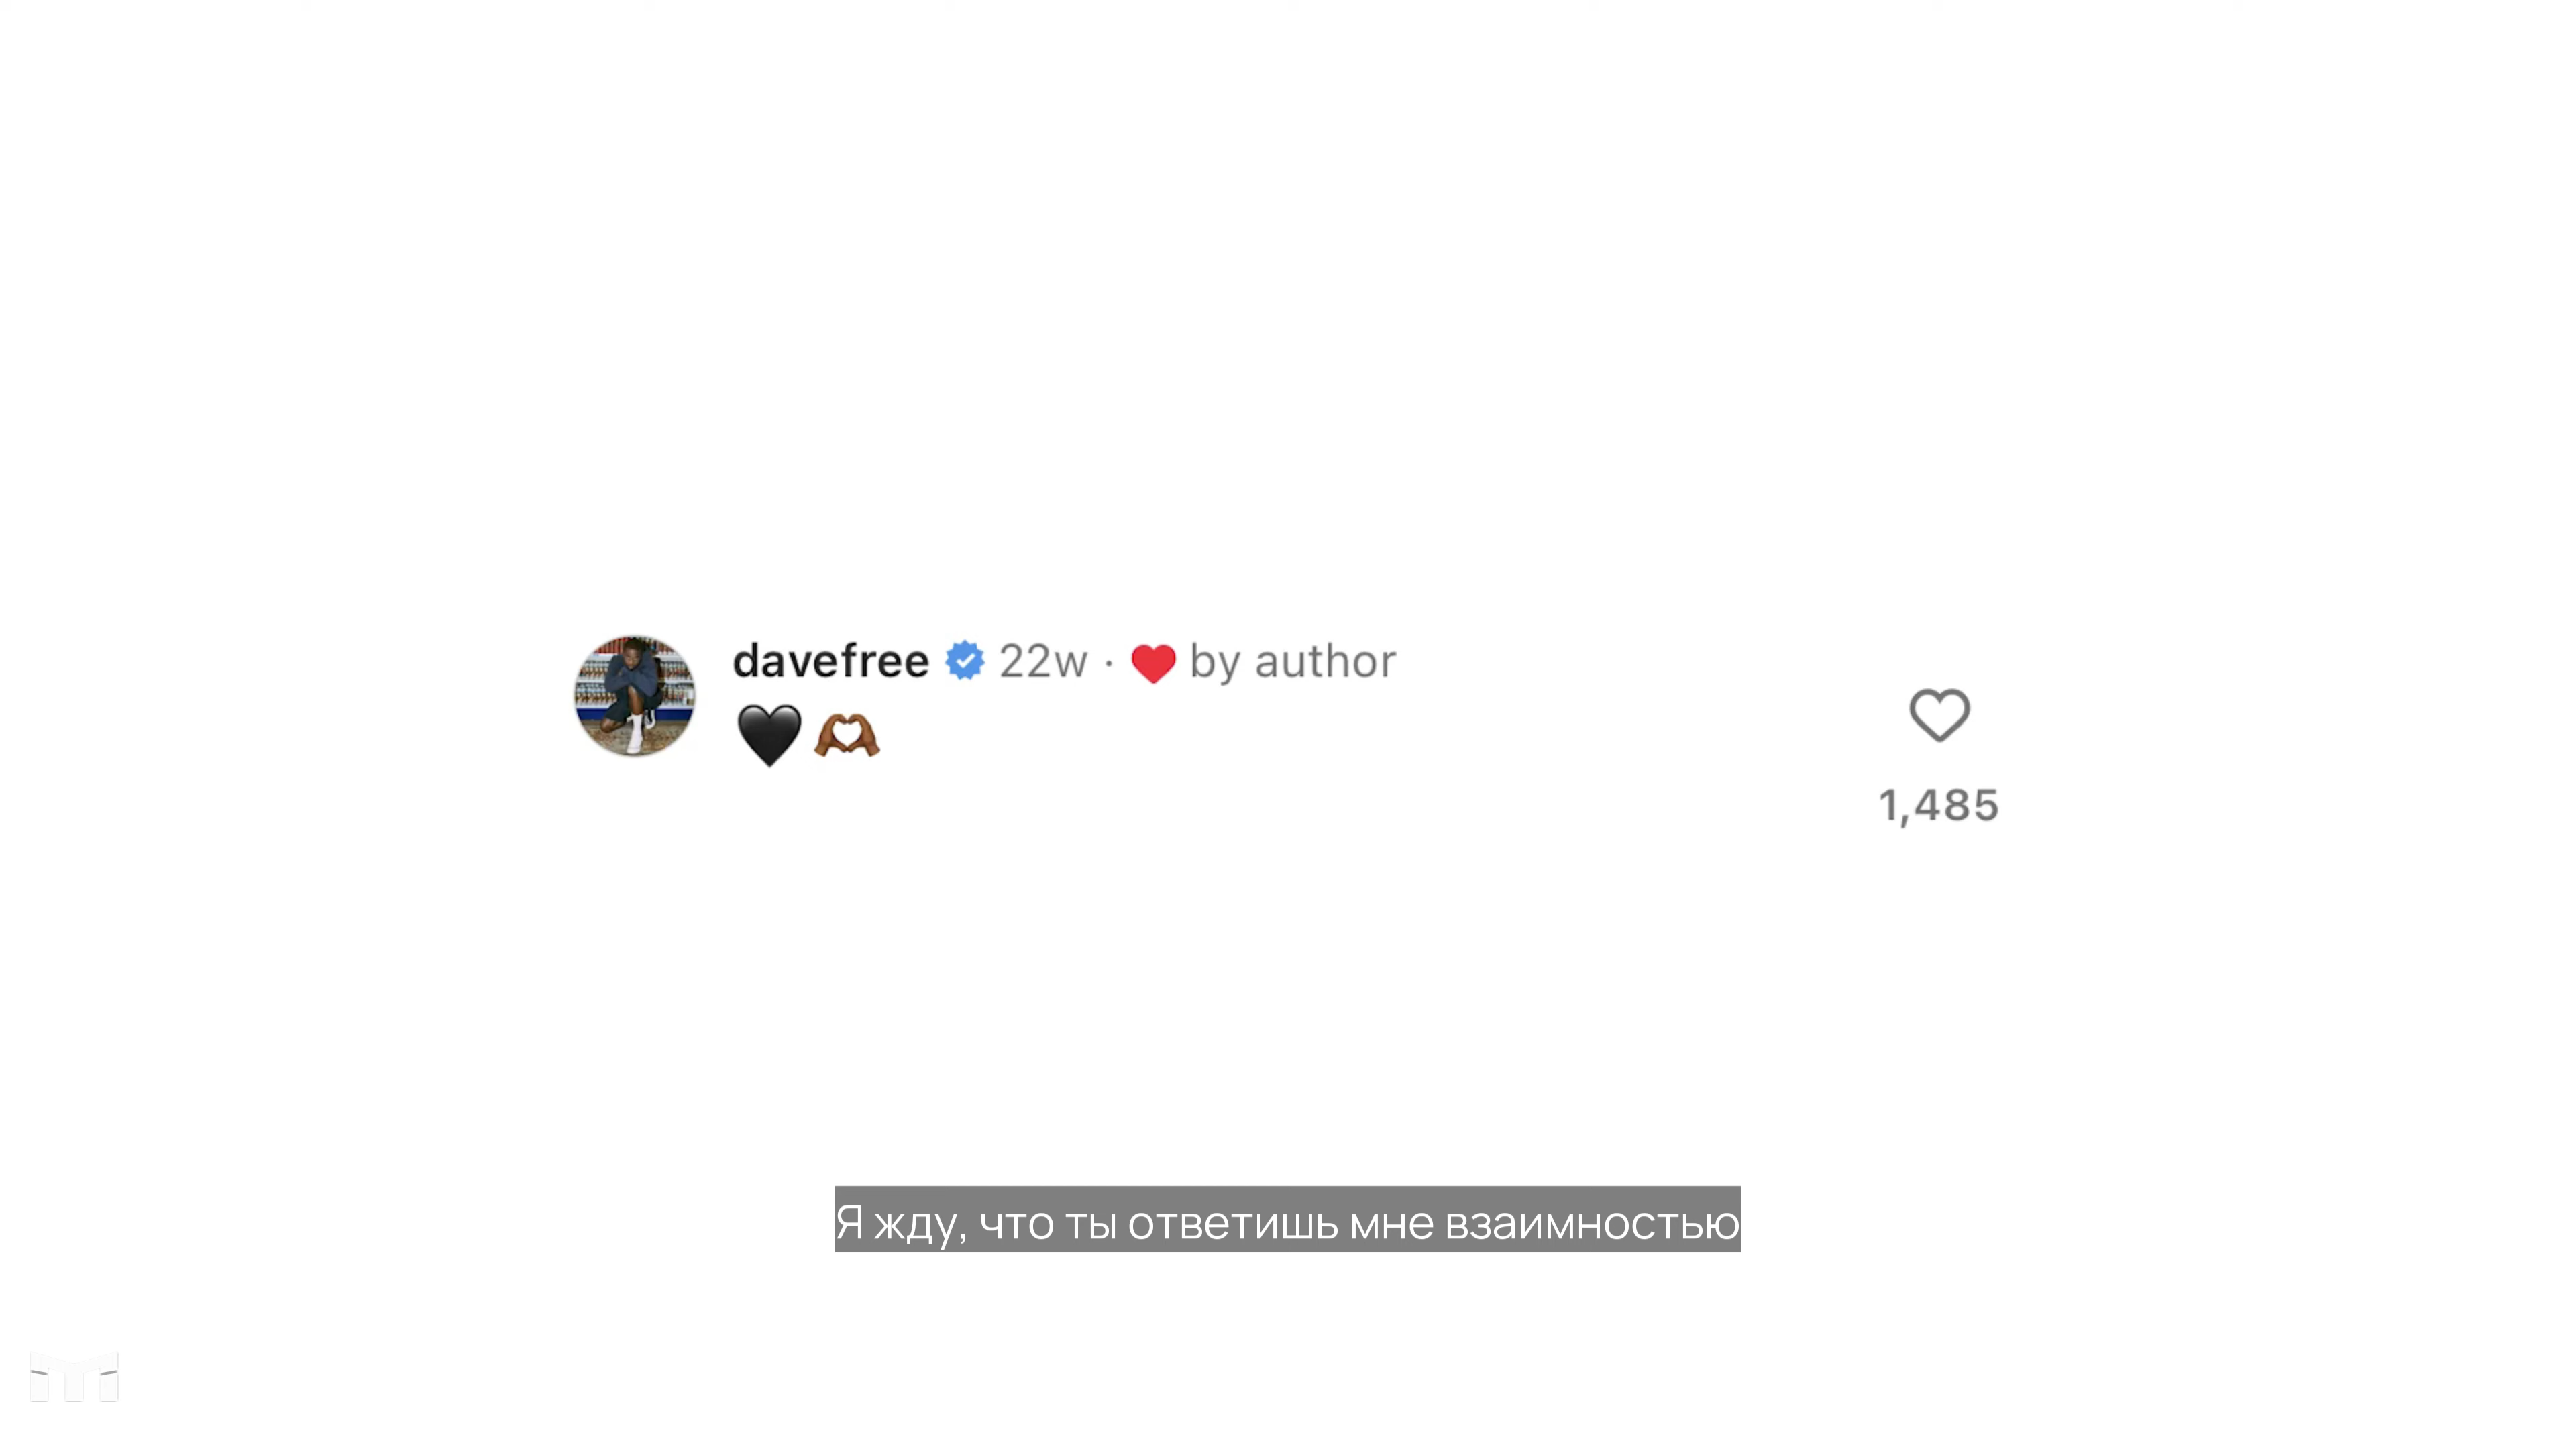 davefree 22w · ❤️ by author
🖤🫶🏾
1,485
Я жду, что ты ответишь мне взаимностью